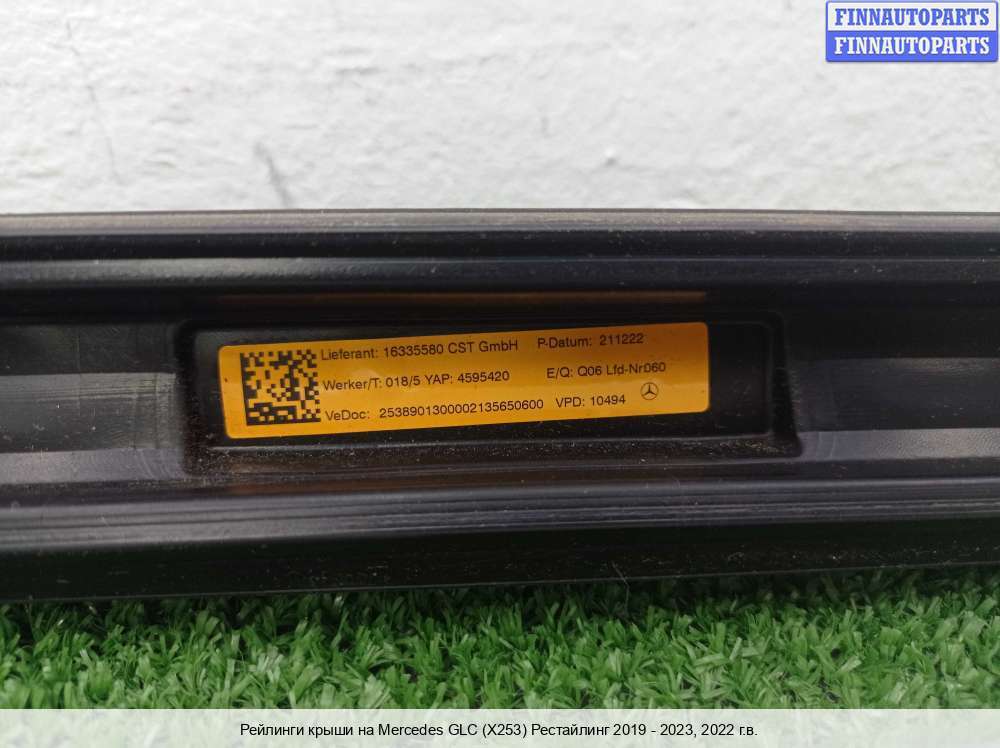 FINNAUTOPARTS
FINNAUTOPARTS
Lieferant: 16335580 CST GmbH P-Datum: 211222
Werker/T: 018/5 YAP: 4595420 E/Q: Q06 Lfd-Nr060
VeDoc: 2538901300002135650600 VPD: 10494
Рейлинги крыши на Mercedes GLC (X253) Рестайлинг 2019 - 2023, 2022 г.в.